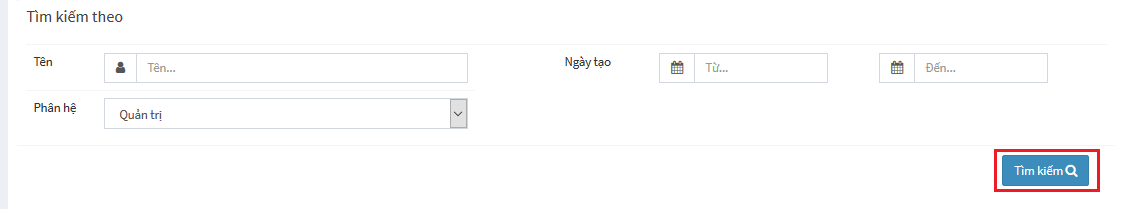 Tìm kiếm theo
Tên Tên... Ngày tạo Từ... Đến...
Phân hệ Quản trị
Tìm kiếm